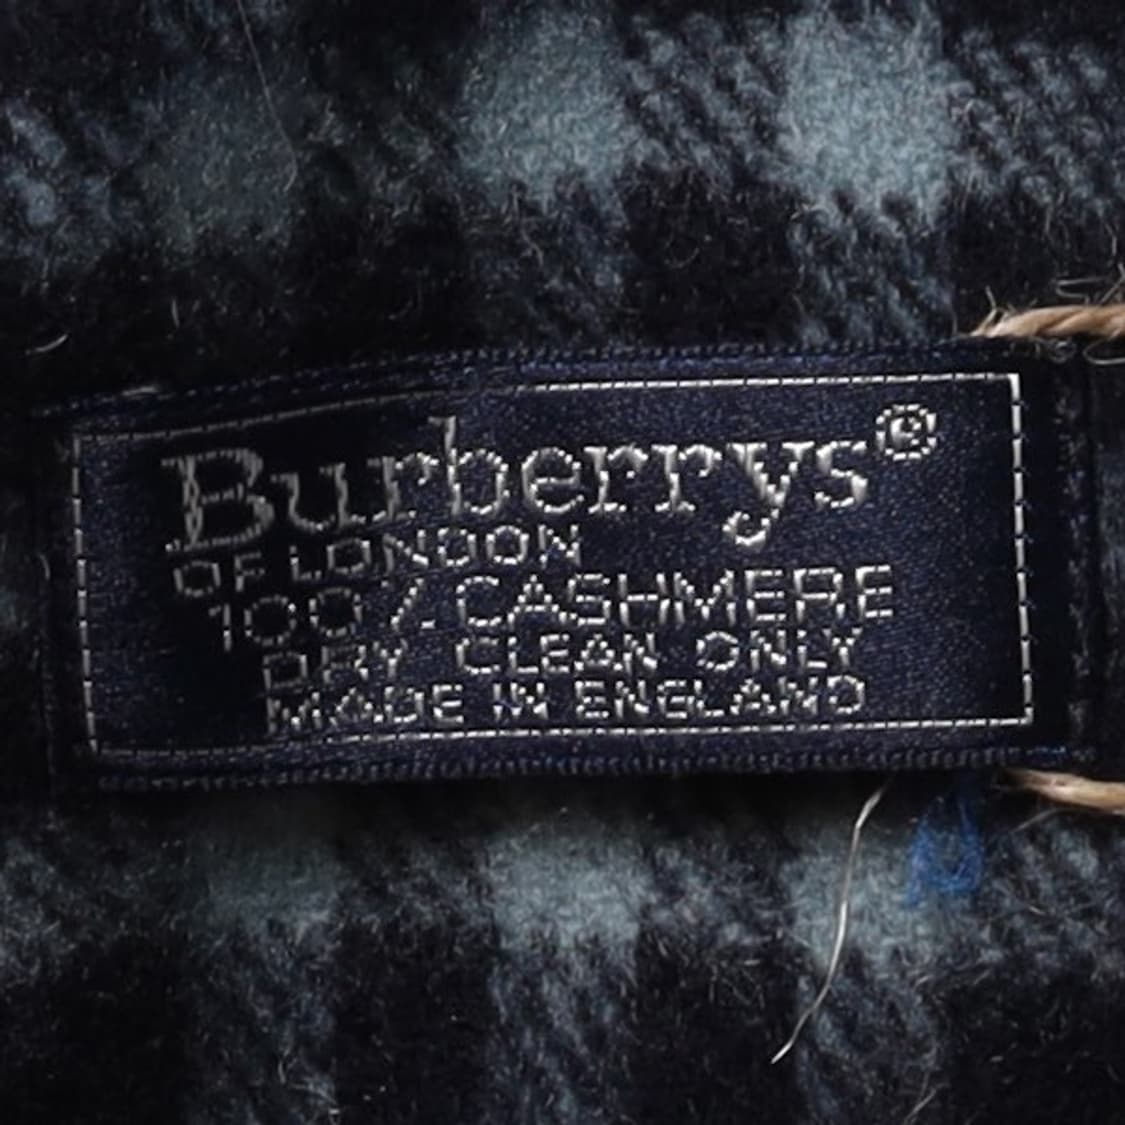 Burberrys®
OF LONDON
100% CASHMERE
DRY CLEAN ONLY
MADE IN ENGLAND